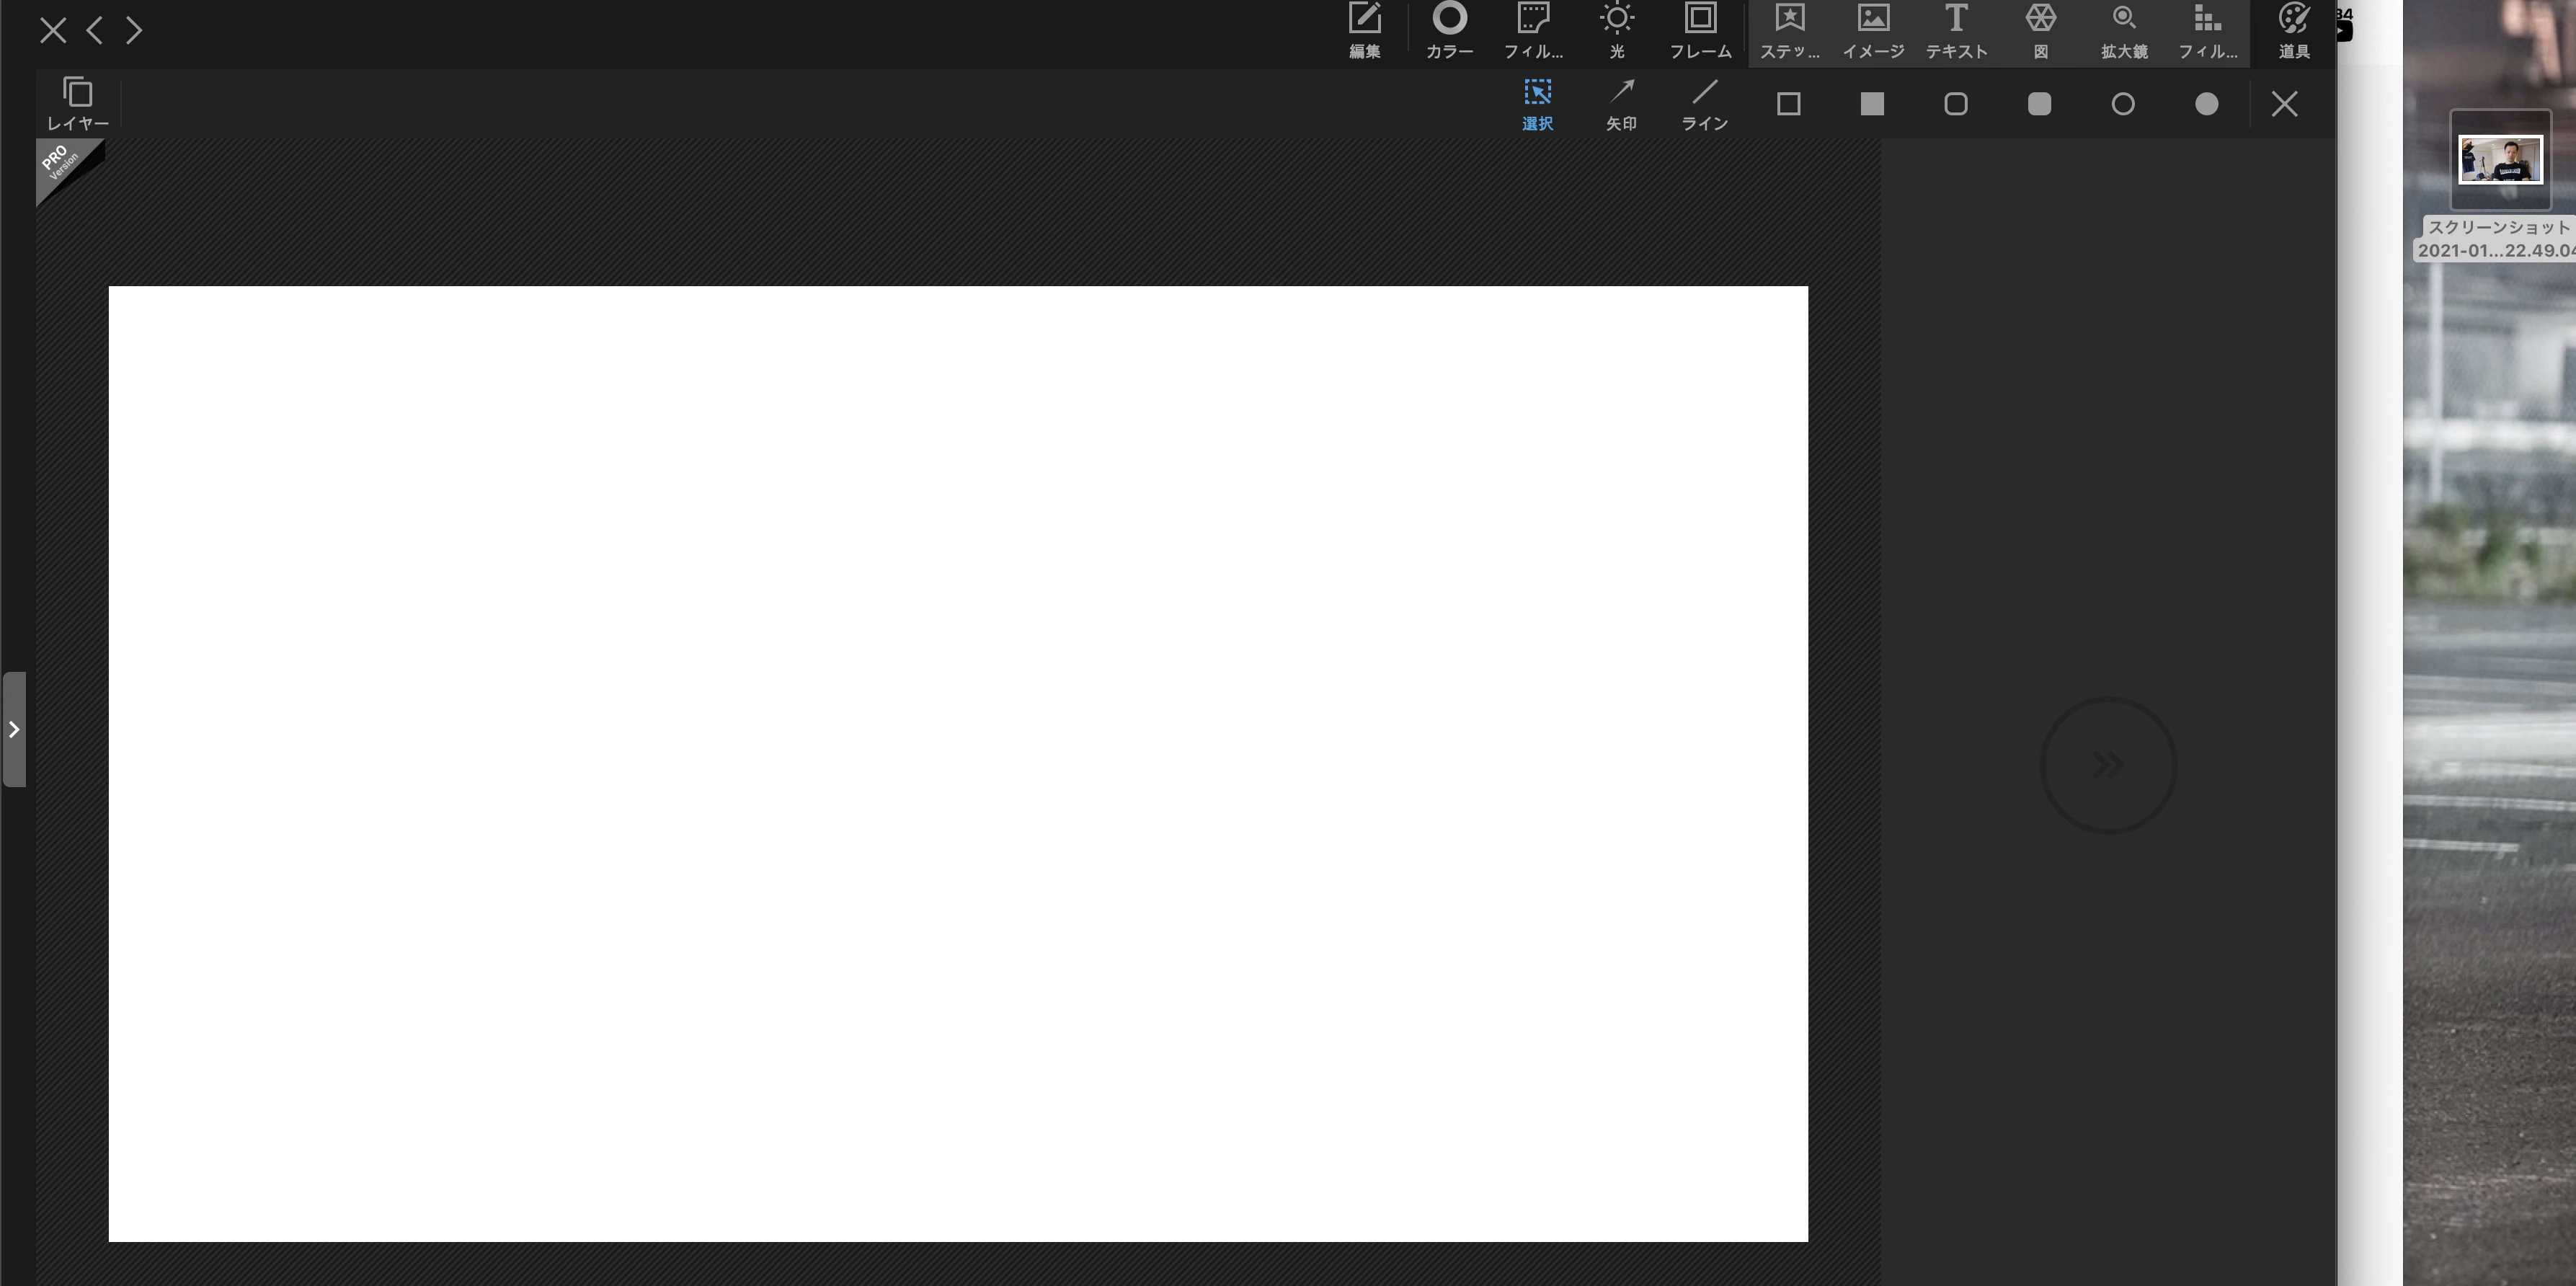 編集
カラー
フィル...
光
フレーム
ステッ...
イメージ
テキスト
図
拡大鏡
フィル...
道具
34
レイヤー
選択
矢印
ライン
PRO
Version
スクリーンショット
2021-01...22.49.04